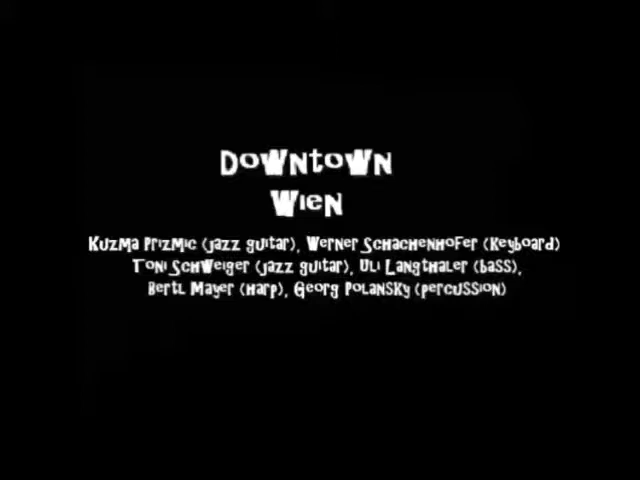 Downtown
Wien
Kuzma Prizmic (jazz guitar), Werner Schachenhofer (Keyboard)
Toni Schweiger (jazz guitar), Uli Langthaler (bass),
Bertl Mayer (harp), Georg Polansky (percussion)